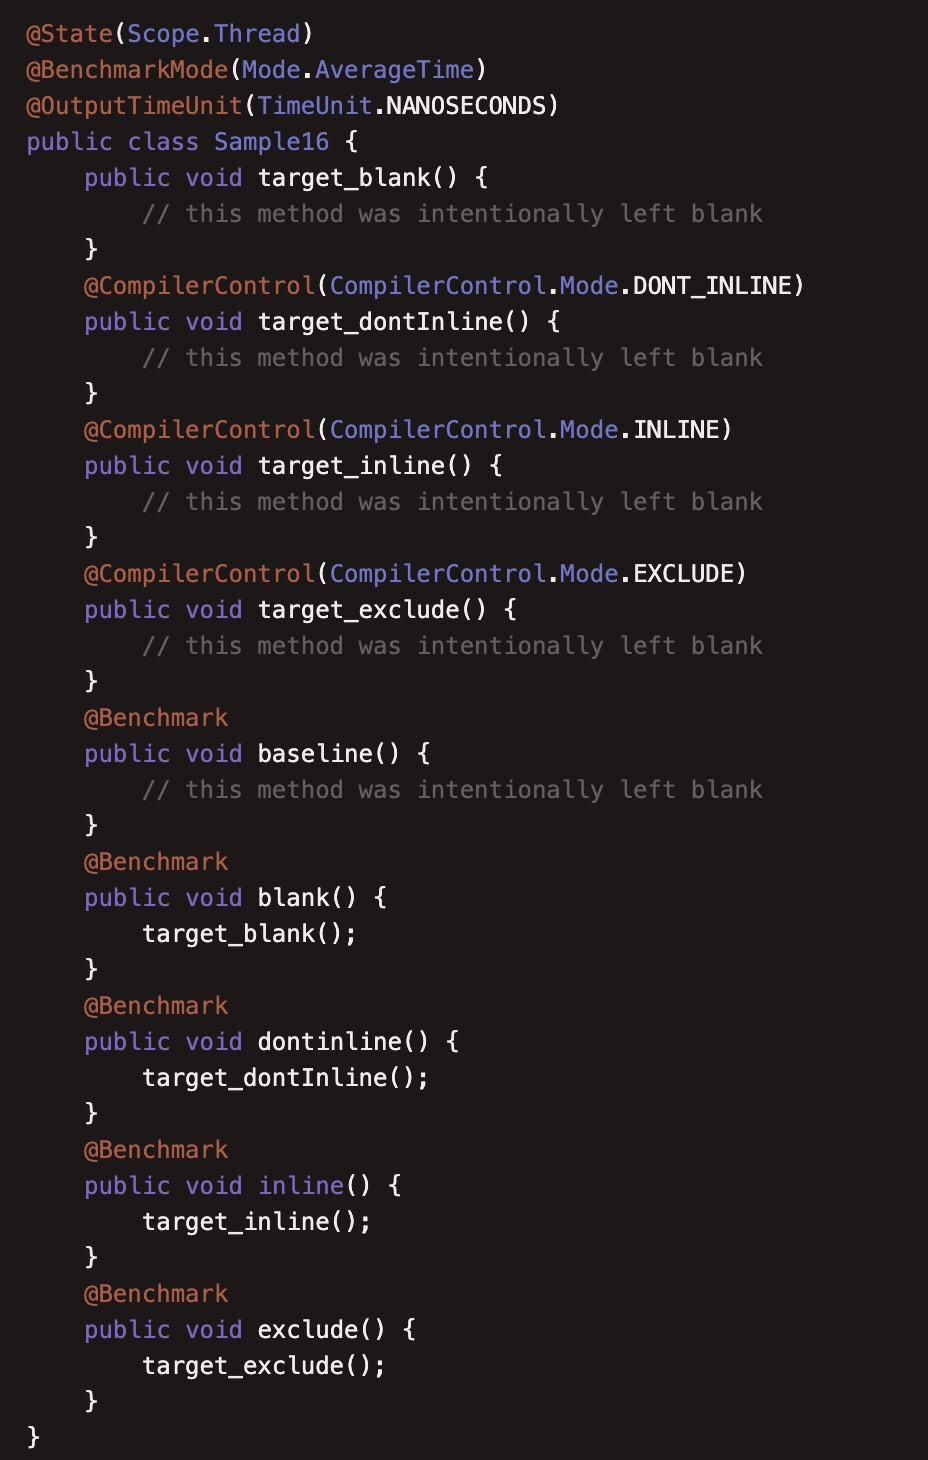 @State(Scope.Thread)
@BenchmarkMode(Mode.AverageTime)
@OutputTimeUnit(TimeUnit.NANOSECONDS)
public class Sample16 {
    public void target_blank() {
        // this method was intentionally left blank
    }
    @CompilerControl(CompilerControl.Mode.DONT_INLINE)
    public void target_dontInline() {
        // this method was intentionally left blank
    }
    @CompilerControl(CompilerControl.Mode.INLINE)
    public void target_inline() {
        // this method was intentionally left blank
    }
    @CompilerControl(CompilerControl.Mode.EXCLUDE)
    public void target_exclude() {
        // this method was intentionally left blank
    }
    @Benchmark
    public void baseline() {
        // this method was intentionally left blank
    }
    @Benchmark
    public void blank() {
        target_blank();
    }
    @Benchmark
    public void dontinline() {
        target_dontInline();
    }
    @Benchmark
    public void inline() {
        target_inline();
    }
    @Benchmark
    public void exclude() {
        target_exclude();
    }
}